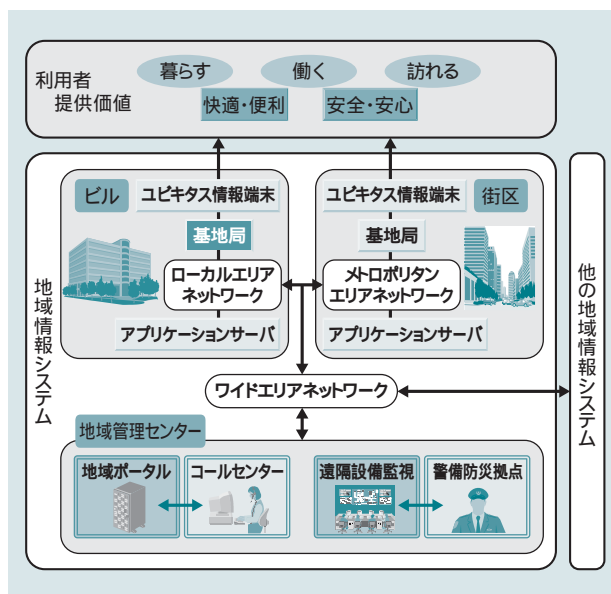 利用者
提供価値
暮らす
働く
訪れる
快適・便利
安全・安心
地域情報システム
ビル
ユビキタス情報端末
基地局
ローカルエリア
ネットワーク
アプリケーションサーバ
ユビキタス情報端末
街区
基地局
メトロポリタン
エリアネットワーク
アプリケーションサーバ
ワイドエリアネットワーク
他の地域情報システム
地域管理センター
地域ポータル
コールセンター
遠隔設備監視
警備防災拠点